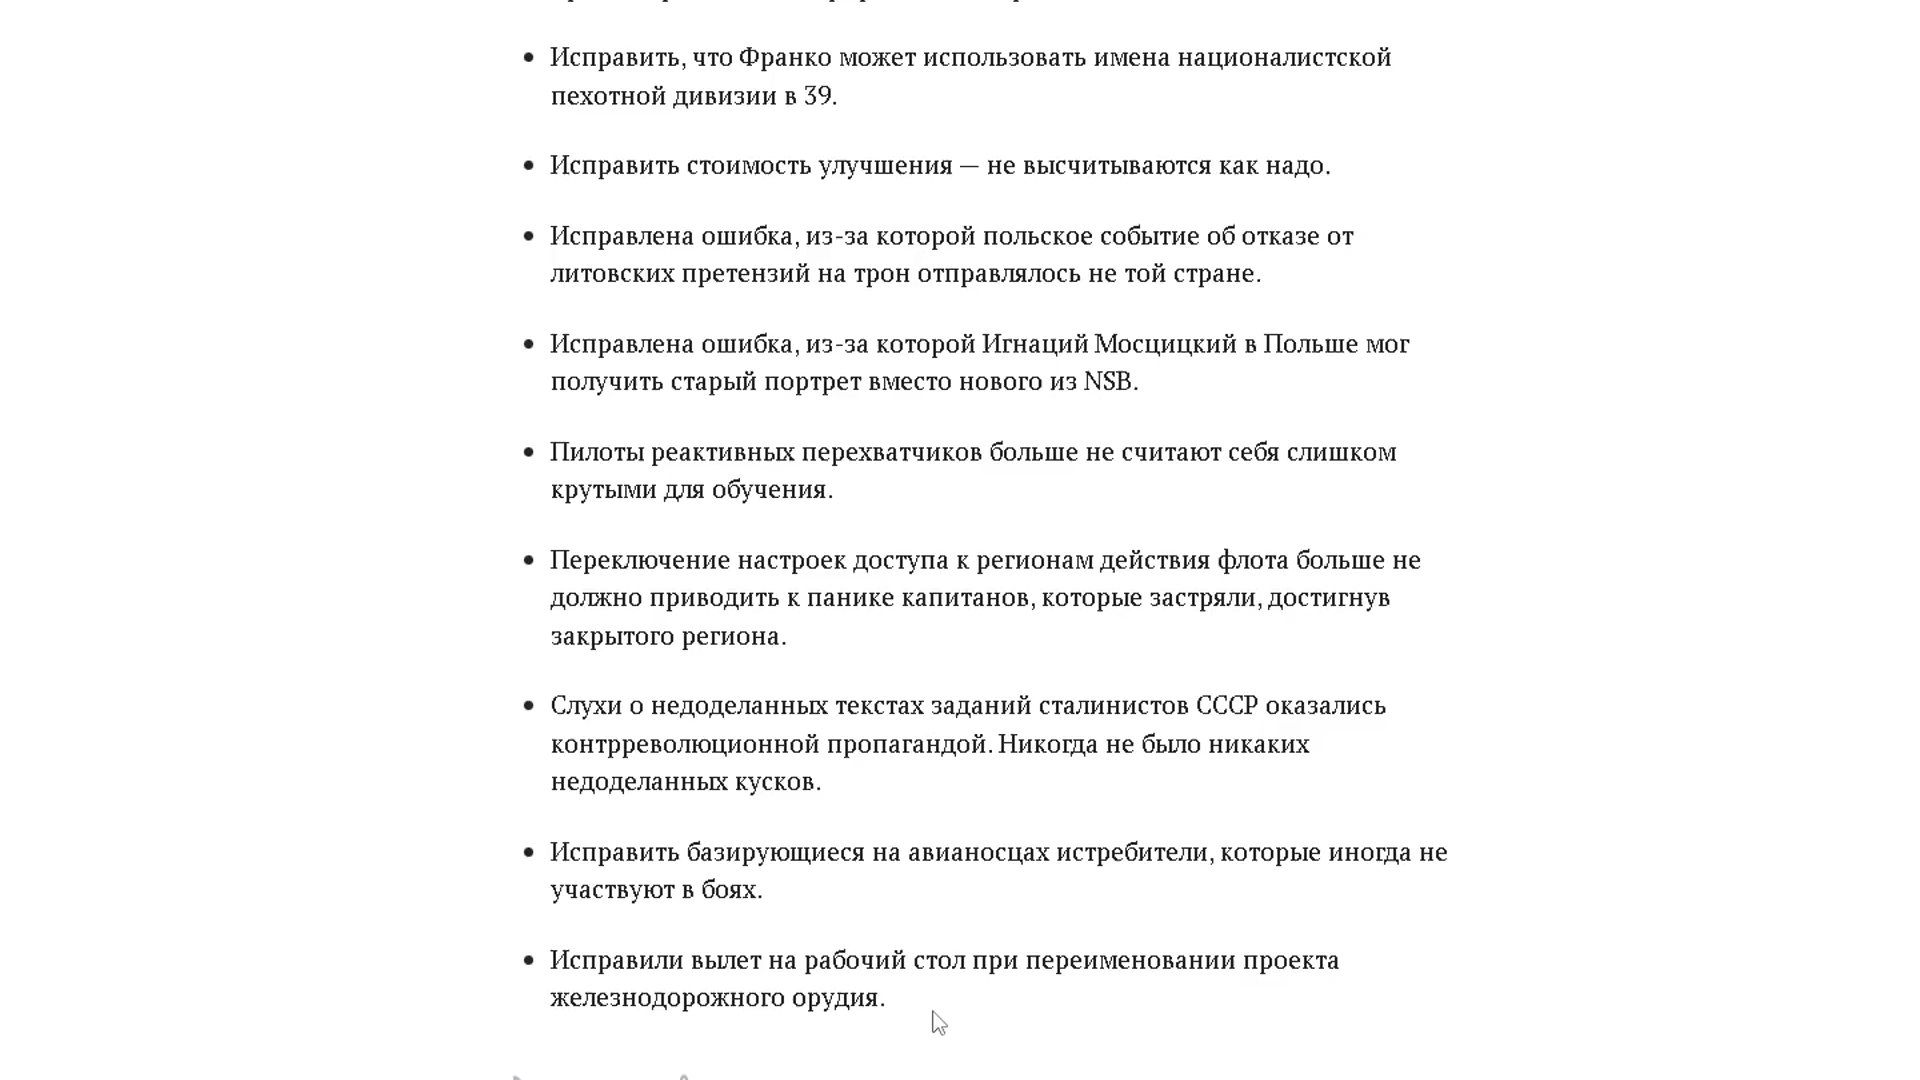 Исправить, что Франко может использовать имена националистской
пехотной дивизии в 39.
Исправить стоимость улучшения — не высчитываются как надо.
Исправлена ошибка, из-за которой польское событие об отказе от
литовских претензий на трон отправлялось не той стране.
Исправлена ошибка, из-за которой Игнаций Мосцицкий в Польше мог
получить старый портрет вместо нового из NSB.
Пилоты реактивных перехватчиков больше не считают себя слишком
крутыми для обучения.
Переключение настроек доступа к регионам действия флота больше не
должно приводить к панике капитанов, которые застряли, достигнув
закрытого региона.
Слухи о недоделанных текстах заданий сталинистов СССР оказались
контрреволюционной пропагандой. Никогда не было никаких
недоделанных кусков.
Исправить базирующиеся на авианосцах истребители, которые иногда не
участвуют в боях.
Исправили вылет на рабочий стол при переименовании проекта
железнодорожного орудия.